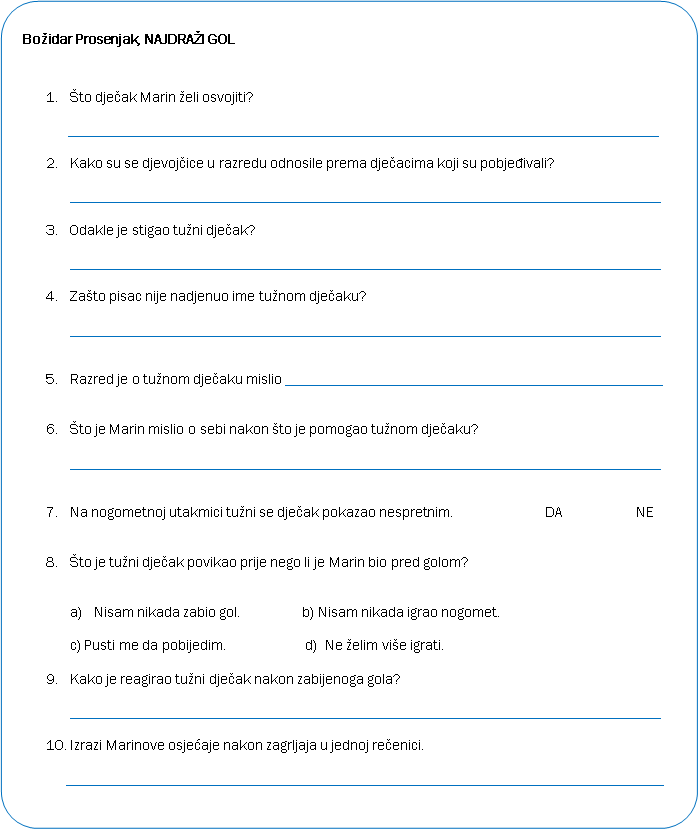 Božidar Prosenjak, NAJDRAŽI GOL
1. Što dječak Marin želi osvojiti?
2. Kako su se djevojčice u razredu odnosile prema dječacima koji su pobjeđivali?
3. Odakle je stigao tužni dječak?
4. Zašto pisac nije nadjenuo ime tužnom dječaku?
5. Razred je o tužnom dječaku mislio
6. Što je Marin mislio o sebi nakon što je pomogao tužnom dječaku?
7. Na nogometnoj utakmici tužni se dječak pokazao nespretnim. DA NE
8. Što je tužni dječak povikao prije nego li je Marin bio pred golom?
a) Nisam nikada zabio gol. b) Nisam nikada igrao nogomet.
c) Pusti me da pobijedim. d) Ne želim više igrati.
9. Kako je reagirao tužni dječak nakon zabijenoga gola?
10. Izrazi Marinove osjećaje nakon zagrljaja u jednoj rečenici.